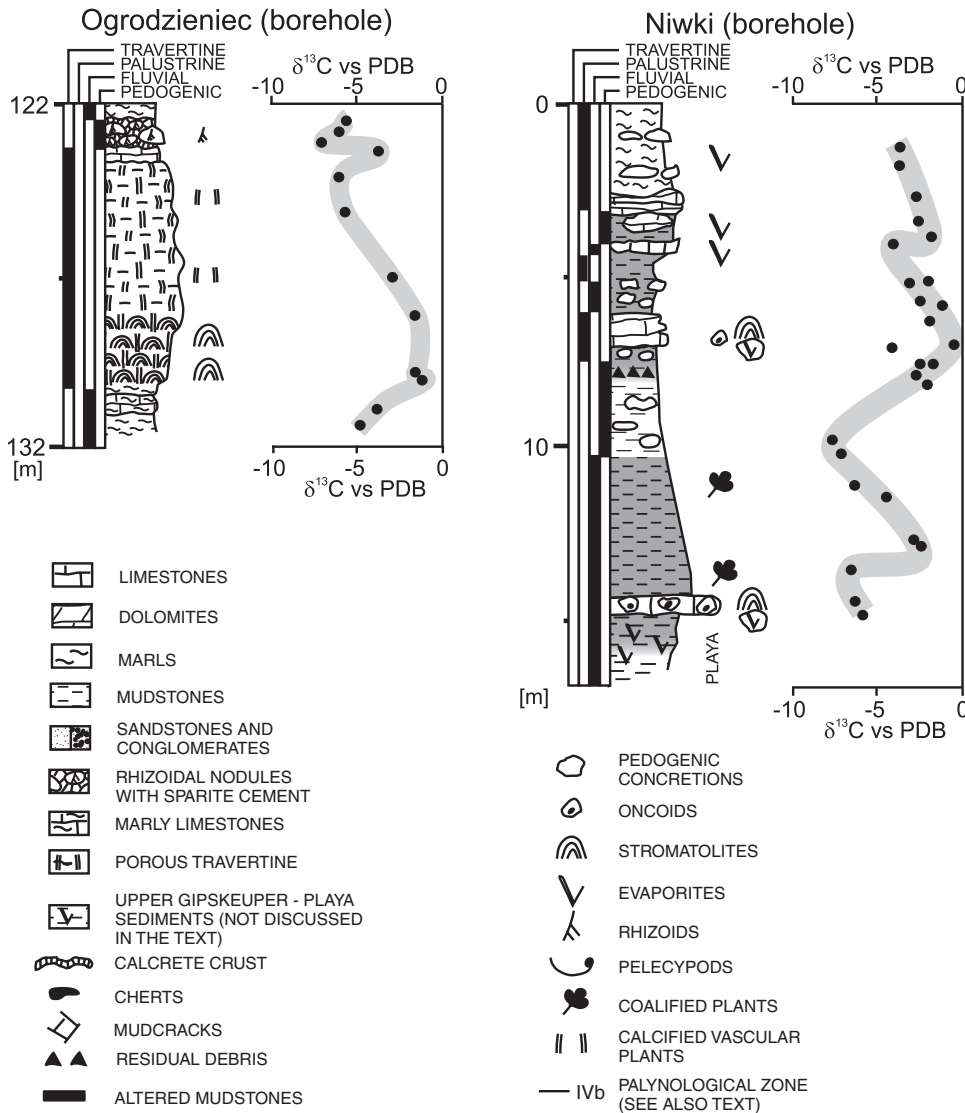 Ogrodzieniec (borehole)
TRAVERTINE
PALUSTRINE
FLUVIAL
PEDOGENIC
δ¹³C vs PDB
-10 -5 0
122
132
[m]
-10 -5 0
δ¹³C vs PDB
Niwki (borehole)
TRAVERTINE
PALUSTRINE
FLUVIAL
PEDOGENIC
δ¹³C vs PDB
-10 -5 0
0
10
[m]
PLAYA
-10 -5 0
δ¹³C vs PDB
LIMESTONES
DOLOMITES
MARLS
MUDSTONES
SANDSTONES AND
CONGLOMERATES
RHIZOIDAL NODULES
WITH SPARITE CEMENT
MARLY LIMESTONES
POROUS TRAVERTINE
UPPER GIPSKEUPER - PLAYA
SEDIMENTS (NOT DISCUSSED
IN THE TEXT)
CALCRETE CRUST
CHERTS
MUDCRACKS
RESIDUAL DEBRIS
ALTERED MUDSTONES
PEDOGENIC
CONCRETIONS
ONCOIDS
STROMATOLITES
EVAPORITES
RHIZOIDS
PELECYPODS
COALIFIED PLANTS
CALCIFIED VASCULAR
PLANTS
IVb PALYNOLOGICAL ZONE
(SEE ALSO TEXT)